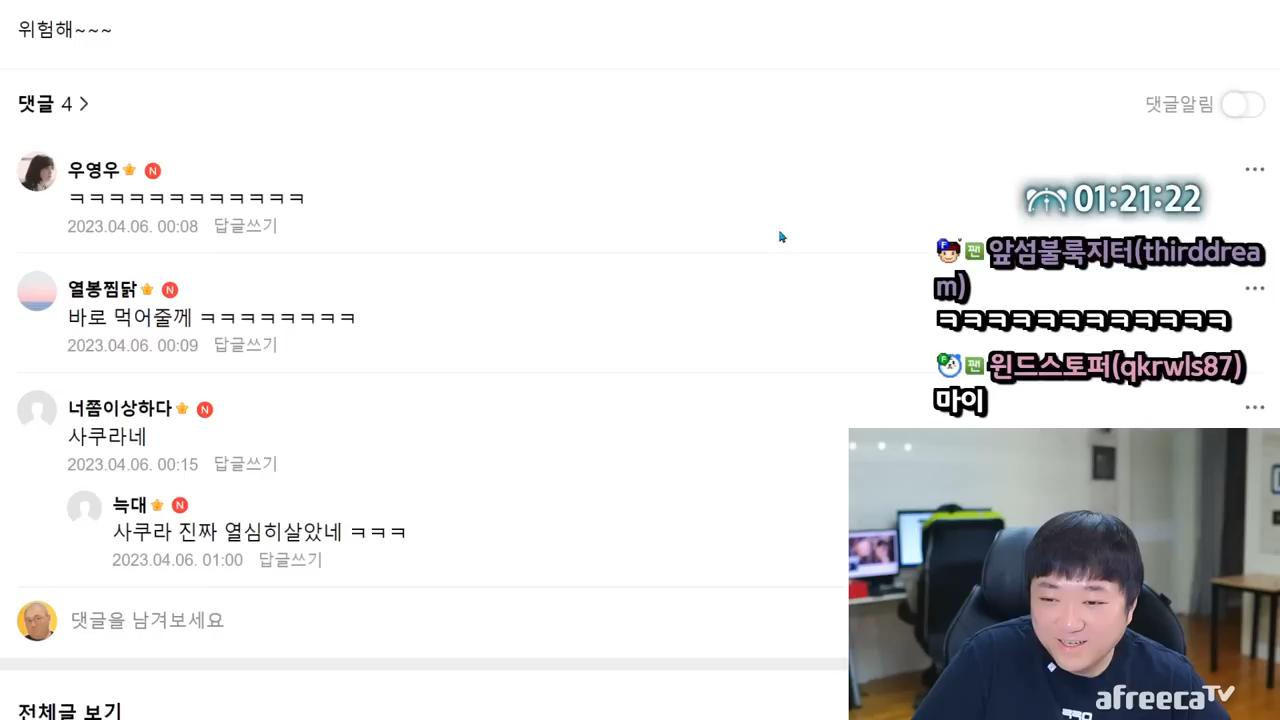 위험해~~~
댓글 4
댓글알림
우영우 N
ㅋㅋㅋㅋㅋㅋㅋㅋㅋㅋㅋㅋ
2023.04.06. 00:08 답글쓰기
열봉찜닭 N
바로 먹어줄께 ㅋㅋㅋㅋㅋㅋㅋㅋ
2023.04.06. 00:09 답글쓰기
너쫌이상하다 N
사쿠라네
2023.04.06. 00:15 답글쓰기
늑대 N
사쿠라 진짜 열심히살았네 ㅋㅋㅋ
2023.04.06. 01:00 답글쓰기
댓글을 남겨보세요
전체글 보기
01:21:22
F 팬 앞섬불룩지터(thirddrea
m)
ㅋㅋㅋㅋㅋㅋㅋㅋㅋㅋㅋㅋ
F 팬 윈드스토퍼(qkrwls87)
마이
afreecaTV